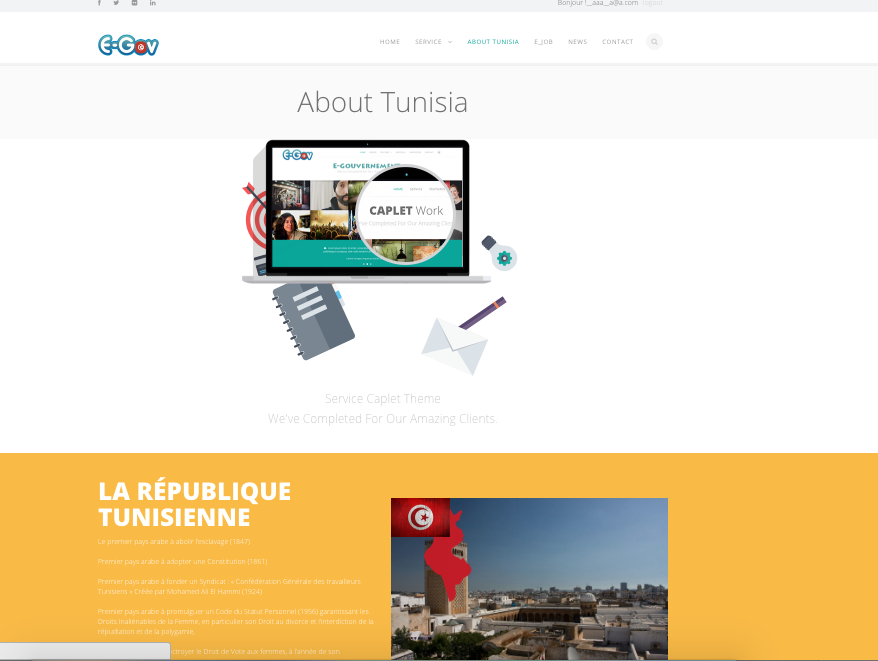 Bonjour !__aaa__a@a.com logout
E-Gov
HOME SERVICE ABOUT TUNISIA E_JOB NEWS CONTACT
About Tunisia
E-Gov
E-GOUVERNEMENT
HOME SERVICE
CAPLET Work
Completed For Our Amazing
Service Caplet Theme
We've Completed For Our Amazing Clients.
LA RÉPUBLIQUE
TUNISIENNE
Le premier pays arabe à abolir l'esclavage (1847)
Premier pays arabe à adopter une Constitution (1861)
Premier pays arabe à fonder un Syndicat : « Confédération Générale des travailleurs
Tunisiens » Créée par Mohamed Ali El Hammi (1924)
Premier pays arabe à promulguer un Code du Statut Personnel (1956) garantissant les
Droits Inaliénables de la Femme, en particulier son Droit au divorce et l'interdiction de la
répudiation et de la polygamie.
ctroyer le Droit de Vote aux femmes, à l'année de son